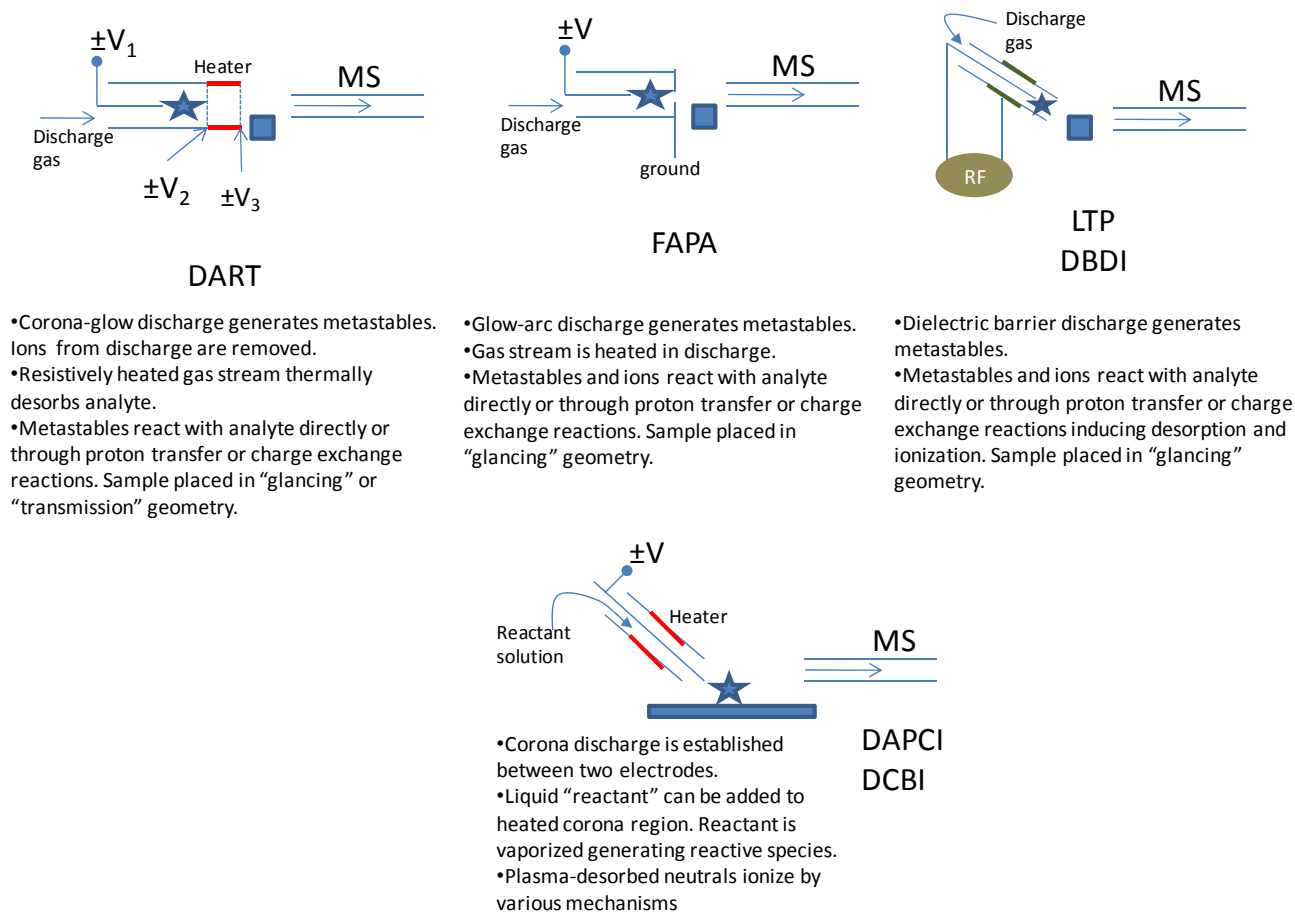 ±V1
Heater
MS
Discharge
gas
±V2
±V3
DART
•Corona-glow discharge generates metastables.
Ions from discharge are removed.
•Resistively heated gas stream thermally
desorbs analyte.
•Metastables react with analyte directly or
through proton transfer or charge exchange
reactions. Sample placed in “glancing” or
“transmission” geometry.
±V
MS
Discharge
gas
ground
FAPA
•Glow-arc discharge generates metastables.
•Gas stream is heated in discharge.
•Metastables and ions react with analyte
directly or through proton transfer or charge
exchange reactions. Sample placed in
“glancing” geometry.
Discharge
gas
MS
RF
LTP
DBDI
•Dielectric barrier discharge generates
metastables.
•Metastables and ions react with analyte
directly or through proton transfer or charge
exchange reactions inducing desorption and
ionization. Sample placed in “glancing”
geometry.
±V
Heater
Reactant
solution
MS
DAPCI
DCBI
•Corona discharge is established
between two electrodes.
•Liquid “reactant” can be added to
heated corona region. Reactant is
vaporized generating reactive species.
•Plasma-desorbed neutrals ionize by
various mechanisms